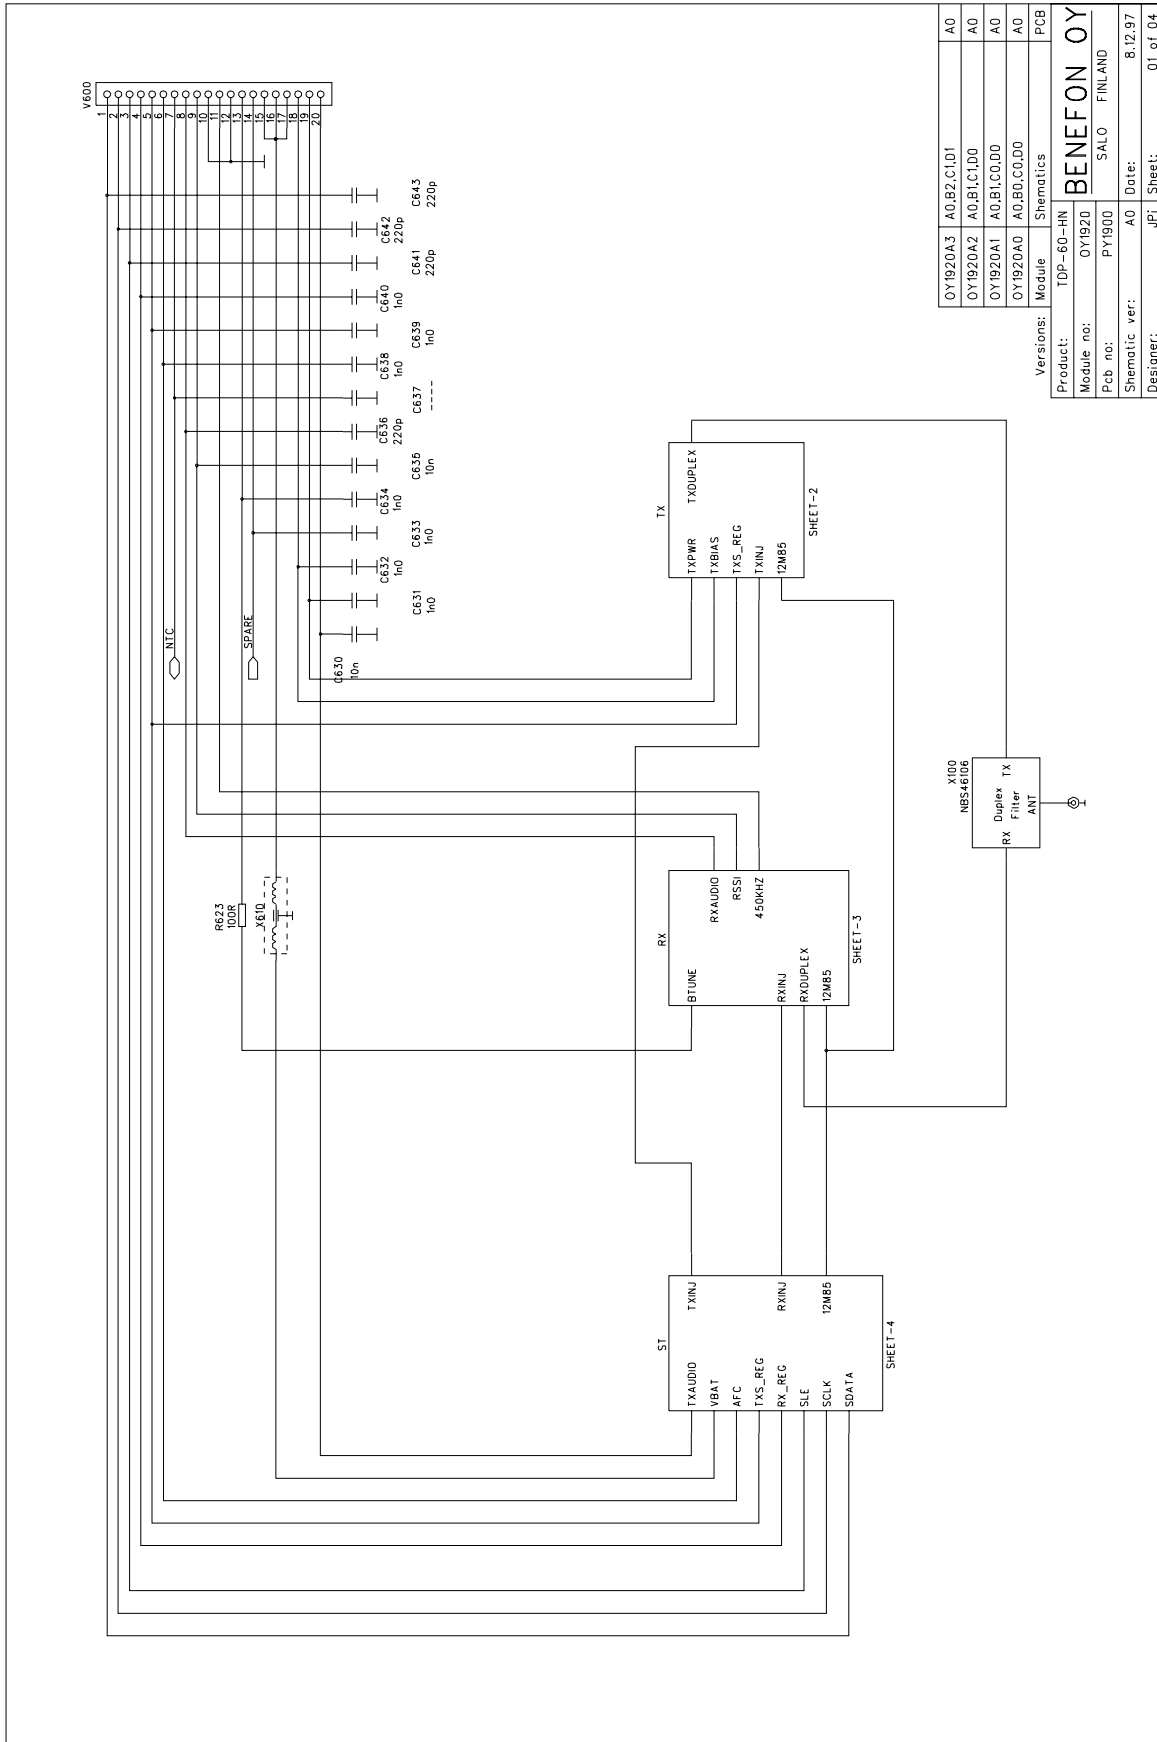 V600
1
2
3
4
5
6
7
8
9
10
11
12
13
14
15
16
17
18
19
20
C643
220p
C642
220p
C641
220p
C640
1n0
C639
1n0
C638
1n0
C637
----
C636
220p
C635
10n
C634
1n0
C633
1n0
C632
1n0
C631
1n0
C630
10n
NTC
SPARE
R623
100R
X610
TX
TXDUPLEX
TXPWR
TXBIAS
TXS_REG
TXINJ
12M85
SHEET-2
RX
RXAUDIO
RSSI
450KHZ
BTUNE
RXINJ
RXDUPLEX
12M85
SHEET-3
ST
TXINJ
RXINJ
12M85
TXAUDIO
VBAT
AFC
TXS_REG
RX_REG
SLE
SCLK
SDATA
SHEET-4
X100
NBS46106
RX Duplex Filter TX
ANT
OY1920A3 A0,B2,C1,D1 A0
OY1920A2 A0,B1,C1,D0 A0
OY1920A1 A0,B1,C0,D0 A0
OY1920A0 A0,B0,C0,D0 A0
Versions: Module Shematics PCB
Product: TDP-60-HN
BENEFON OY
Module no: OY1920
SALO FINLAND
Pcb no: PY1900
Shematic ver: A0 Date: 8.12.97
Designer: JPi Sheet: 01 of 04